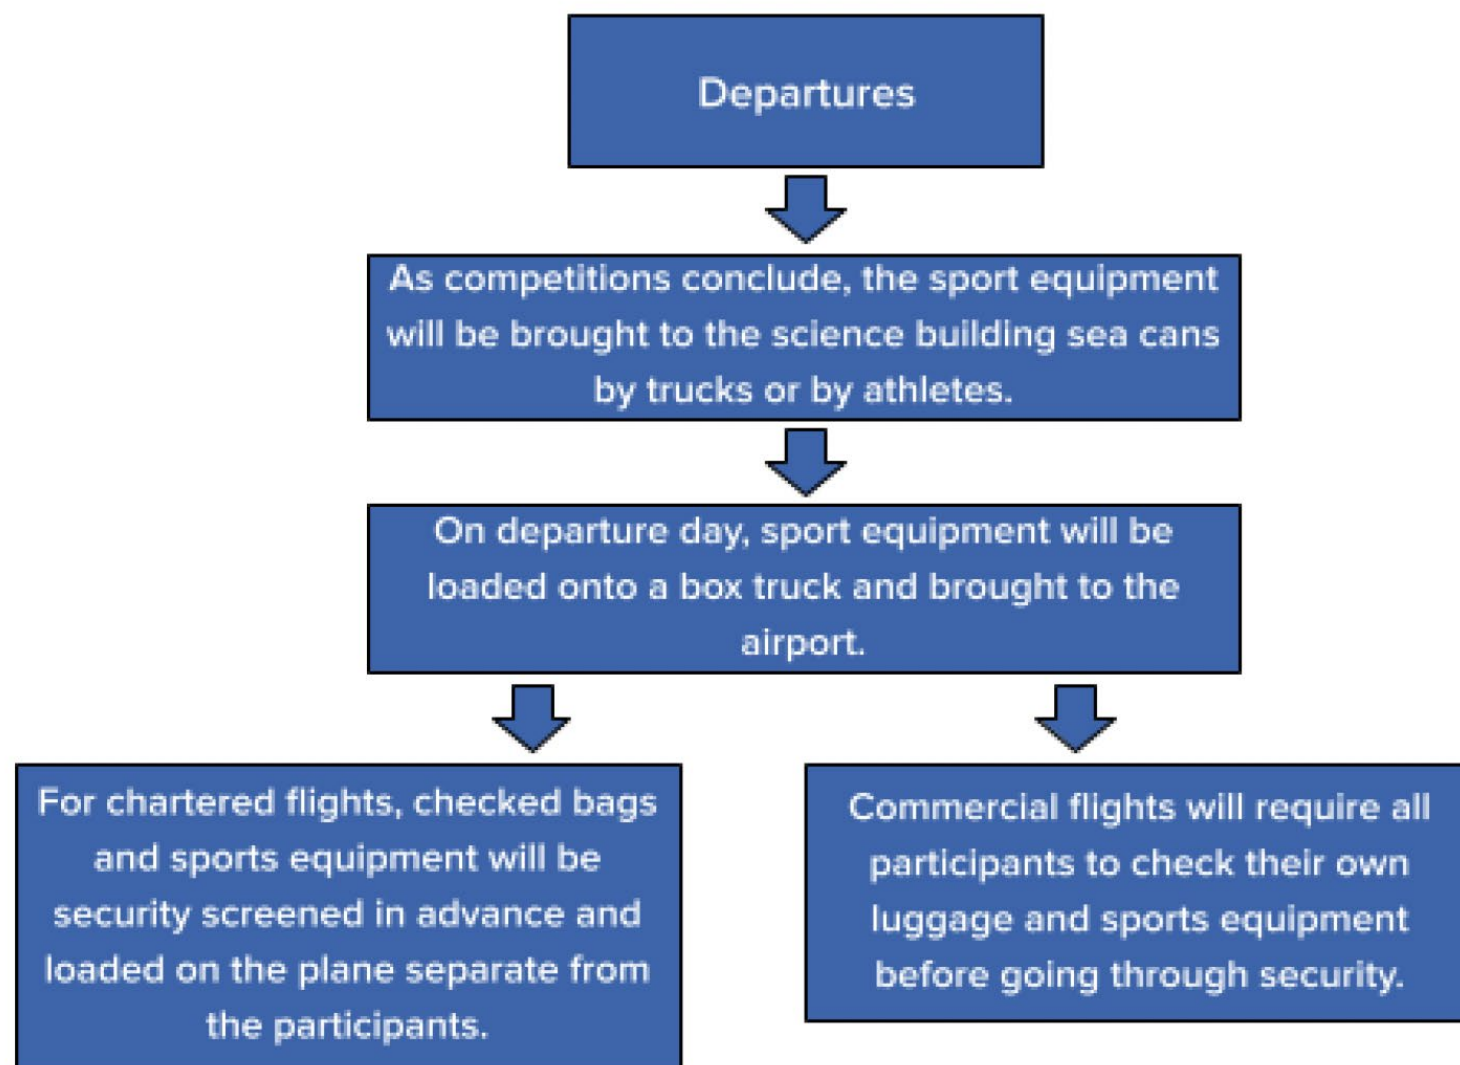 Departures
As competitions conclude, the sport equipment
will be brought to the science building sea cans
by trucks or by athletes.
On departure day, sport equipment will be
loaded onto a box truck and brought to the
airport.
For chartered flights, checked bags
and sports equipment will be
security screened in advance and
loaded on the plane separate from
the participants.
Commercial flights will require all
participants to check their own
luggage and sports equipment
before going through security.